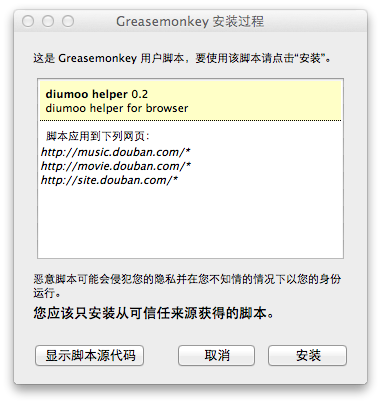 Greasemonkey 安装过程
这是 Greasemonkey 用户脚本，要使用该脚本请点击“安装”。
diumoo helper 0.2
diumoo helper for browser
脚本应用到下列网页：
http://music.douban.com/*
http://movie.douban.com/*
http://site.douban.com/*
恶意脚本可能会侵犯您的隐私并在您不知情的情况下以您的身份
运行。
您应该只安装从可信任来源获得的脚本。
显示脚本源代码 取消 安装